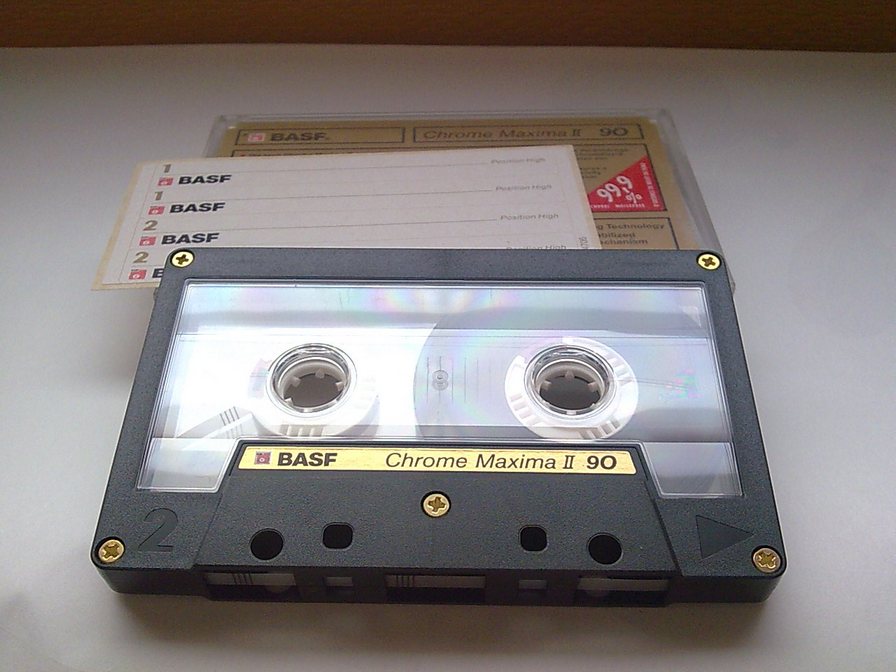 BASF
Chrome Maxima II 90
1
Position High
BASF
1
Position High
BASF
2
Position High
BASF
2
Position High
99,9
%
g Technology
bilized
echanism
BASF Chrome Maxima II 90
2